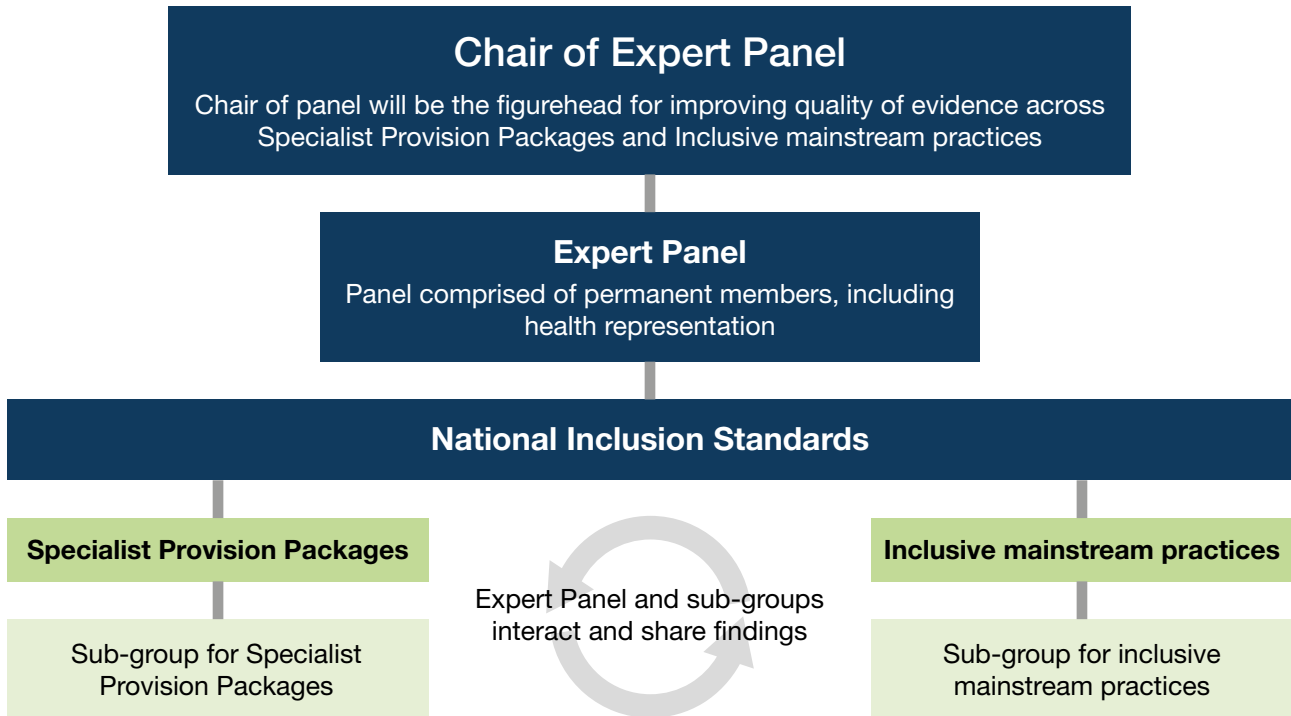 Chair of Expert Panel
Chair of panel will be the figurehead for improving quality of evidence across
Specialist Provision Packages and Inclusive mainstream practices
Expert Panel
Panel comprised of permanent members, including
health representation
National Inclusion Standards
Specialist Provision Packages
Sub-group for Specialist
Provision Packages
Expert Panel and sub-groups
interact and share findings
Inclusive mainstream practices
Sub-group for inclusive
mainstream practices